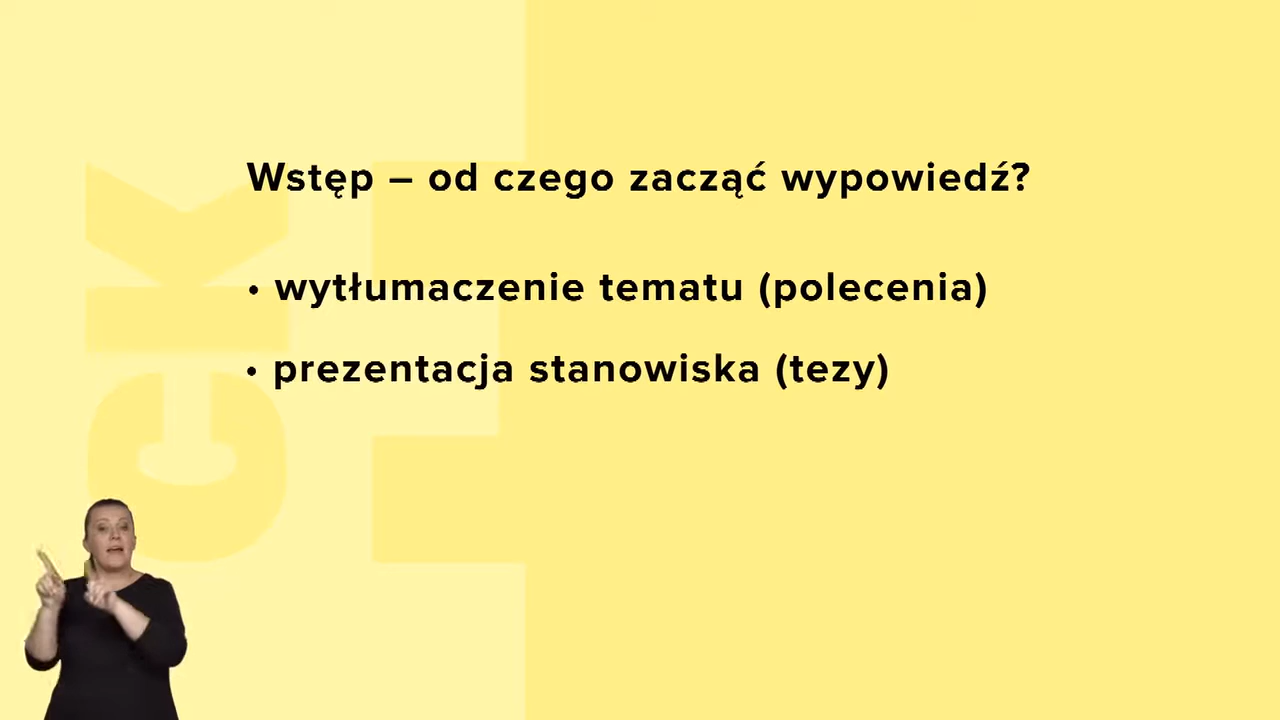 Wstęp – od czego zacząć wypowiedź?
• wytłumaczenie tematu (polecenia)
• prezentacja stanowiska (tezy)